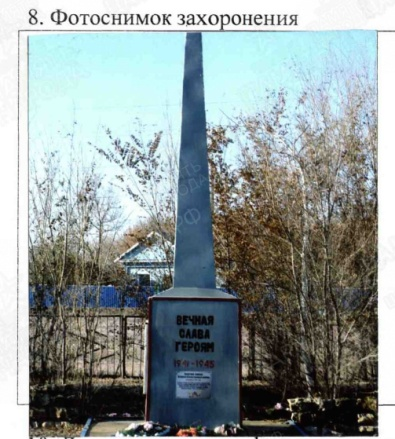 8. Фотоснимок захоронения
ВЕЧНАЯ
СЛАВА
ГЕРОЯМ
1941-1945